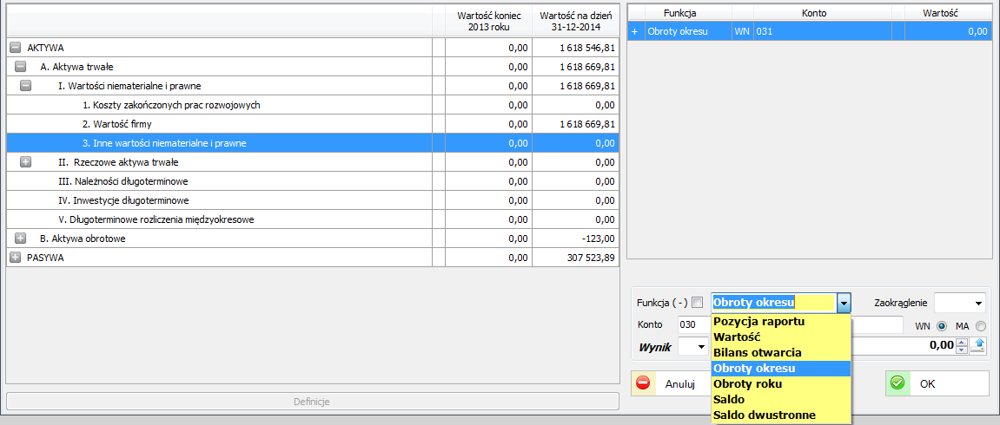 Wartość koniec 2013 roku Wartość na dzień 31-12-2014
AKTYWA 0,00 1 618 546,81
A. Aktywa trwałe 0,00 1 618 669,81
I. Wartości niematerialne i prawne 0,00 1 618 669,81
1. Koszty zakończonych prac rozwojowych 0,00 0,00
2. Wartość firmy 0,00 1 618 669,81
3. Inne wartości niematerialne i prawne 0,00 0,00
II. Rzeczowe aktywa trwałe 0,00 0,00
III. Należności długoterminowe 0,00 0,00
IV. Inwestycje długoterminowe 0,00 0,00
V. Długoterminowe rozliczenia międzyokresowe 0,00 0,00
B. Aktywa obrotowe 0,00 -123,00
PASYWA 0,00 307 523,89
Definicje
Funkcja Konto Wartość
+ Obroty okresu WN 031 0,00
Funkcja ( - ) Obroty okresu Zaokrąglenie
Konto 030 WN MA
Wynik 0,00
Pozycja raportu
Wartość
Bilans otwarcia
Obroty okresu
Obroty roku
Saldo
Saldo dwustronne
Anuluj OK